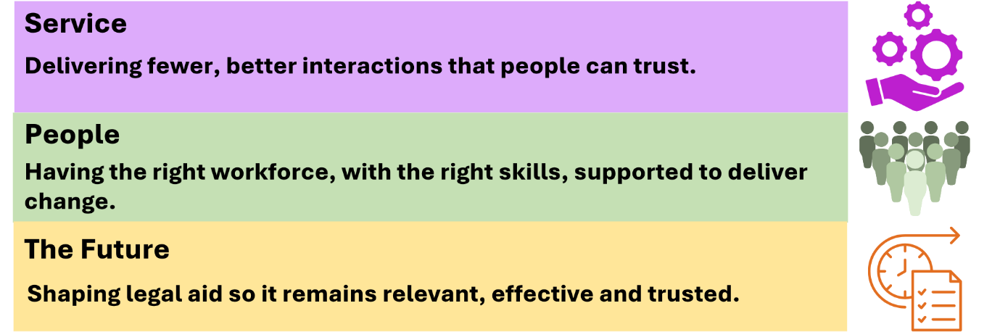 Service
Delivering fewer, better interactions that people can trust.
People
Having the right workforce, with the right skills, supported to deliver
change.
The Future
Shaping legal aid so it remains relevant, effective and trusted.